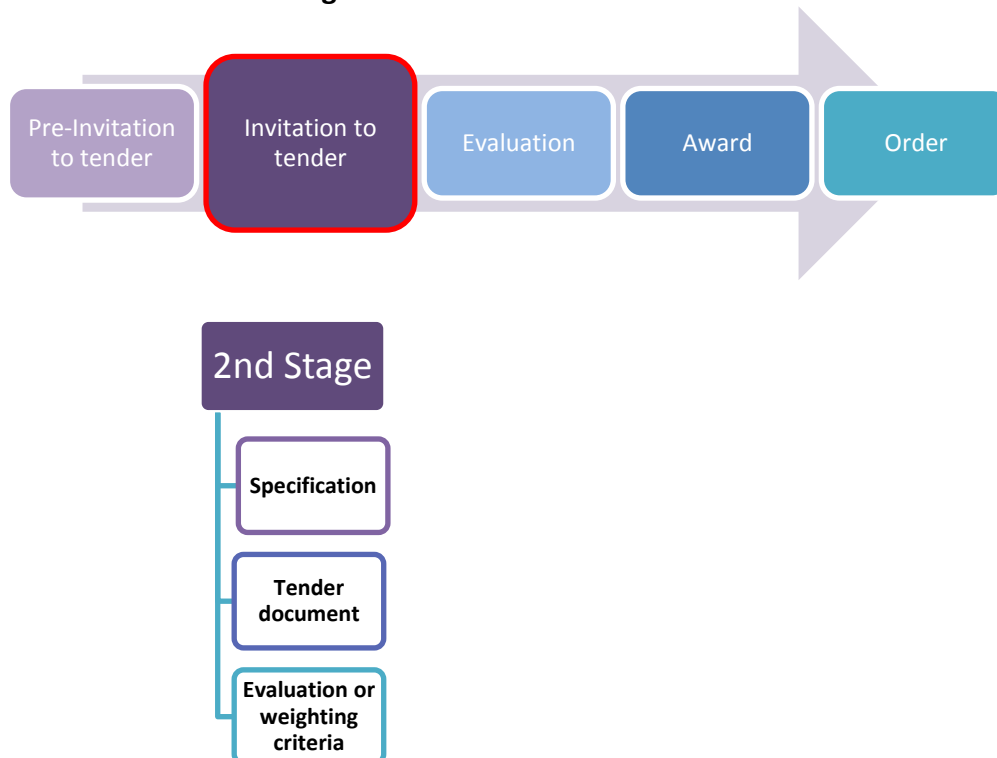 Pre-Invitation
to tender
Invitation to
tender
Evaluation
Award
Order
2nd Stage
Specification
Tender
document
Evaluation or
weighting
criteria